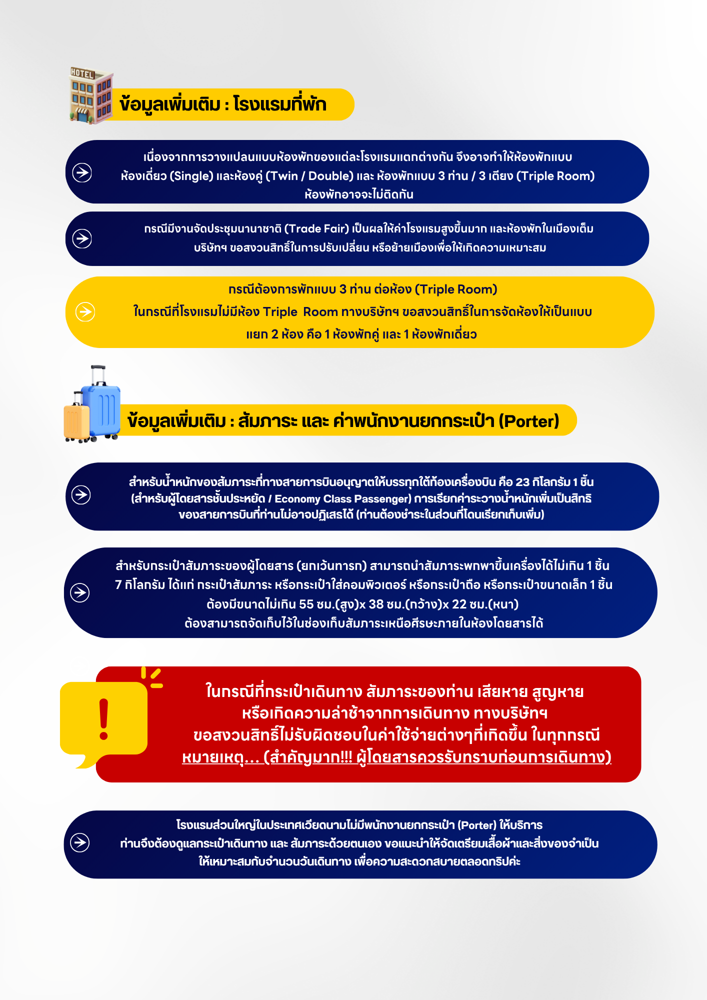 HOTEL
ข้อมูลเพิ่มเติม : โรงแรมที่พัก
เนื่องจากการวางแปลนแบบห้องพักของแต่ละโรงแรมแตกต่างกัน จึงอาจทำให้ห้องพักแบบ
ห้องเดี่ยว (Single) และห้องคู่ (Twin / Double) และ ห้องพักแบบ 3 ท่าน / 3 เตียง (Triple Room)
ห้องพักอาจจะไม่ติดกัน
กรณีมีงานจัดประชุมนานาชาติ (Trade Fair) เป็นผลให้ค่าโรงแรมสูงขึ้นมาก และห้องพักในเมืองเต็ม
บริษัทฯ ขอสงวนสิทธิ์ในการปรับเปลี่ยน หรือย้ายเมืองเพื่อให้เกิดความเหมาะสม
กรณีต้องการพักแบบ 3 ท่าน ต่อห้อง (Triple Room)
ในกรณีที่โรงแรมไม่มีห้อง Triple Room ทางบริษัทฯ ขอสงวนสิทธิ์ในการจัดห้องให้เป็นแบบ
แยก 2 ห้อง คือ 1 ห้องพักคู่ และ 1 ห้องพักเดี่ยว
ข้อมูลเพิ่มเติม : สัมภาระ และ ค่าพนักงานยกกระเป๋า (Porter)
สำหรับน้ำหนักของสัมภาระที่ทางสายการบินอนุญาตให้บรรทุกใต้ท้องเครื่องบิน คือ 23 กิโลกรัม 1 ชิ้น
(สำหรับผู้โดยสารชั้นประหยัด / Economy Class Passenger) การเรียกค่าระวางน้ำหนักเพิ่มเป็นสิทธิ
ของสายการบินที่ท่านไม่อาจปฏิเสธได้ (ท่านต้องชำระในส่วนที่โดนเรียกเก็บเพิ่ม)
สำหรับกระเป๋าสัมภาระของผู้โดยสาร (ยกเว้นทารก) สามารถนำสัมภาระพกพาขึ้นเครื่องได้ไม่เกิน 1 ชิ้น
7 กิโลกรัม ได้แก่ กระเป๋าสัมภาระ หรือกระเป๋าใส่คอมพิวเตอร์ หรือกระเป๋าถือ หรือกระเป๋าขนาดเล็ก 1 ชิ้น
ต้องมีขนาดไม่เกิน 55 ซม.(สูง)x 38 ซม.(กว้าง)x 22 ซม.(หนา)
ต้องสามารถจัดเก็บไว้ในช่องเก็บสัมภาระเหนือศีรษะภายในห้องโดยสารได้
ในกรณีที่กระเป๋าเดินทาง สัมภาระของท่าน เสียหาย สูญหาย
หรือเกิดความล่าช้าจากการเดินทาง ทางบริษัทฯ
ขอสงวนสิทธิ์ไม่รับผิดชอบในค่าใช้จ่ายต่างๆที่เกิดขึ้น ในทุกกรณี
หมายเหตุ... (สำคัญมาก!!! ผู้โดยสารควรรับทราบก่อนการเดินทาง)
โรงแรมส่วนใหญ่ในประเทศเวียดนามไม่มีพนักงานยกกระเป๋า (Porter) ให้บริการ
ท่านจึงต้องดูแลกระเป๋าเดินทาง และ สัมภาระด้วยตนเอง ขอแนะนำให้จัดเตรียมเสื้อผ้าและสิ่งของจำเป็น
ให้เหมาะสมกับจำนวนวันเดินทาง เพื่อความสะดวกสบายตลอดทริปค่ะ